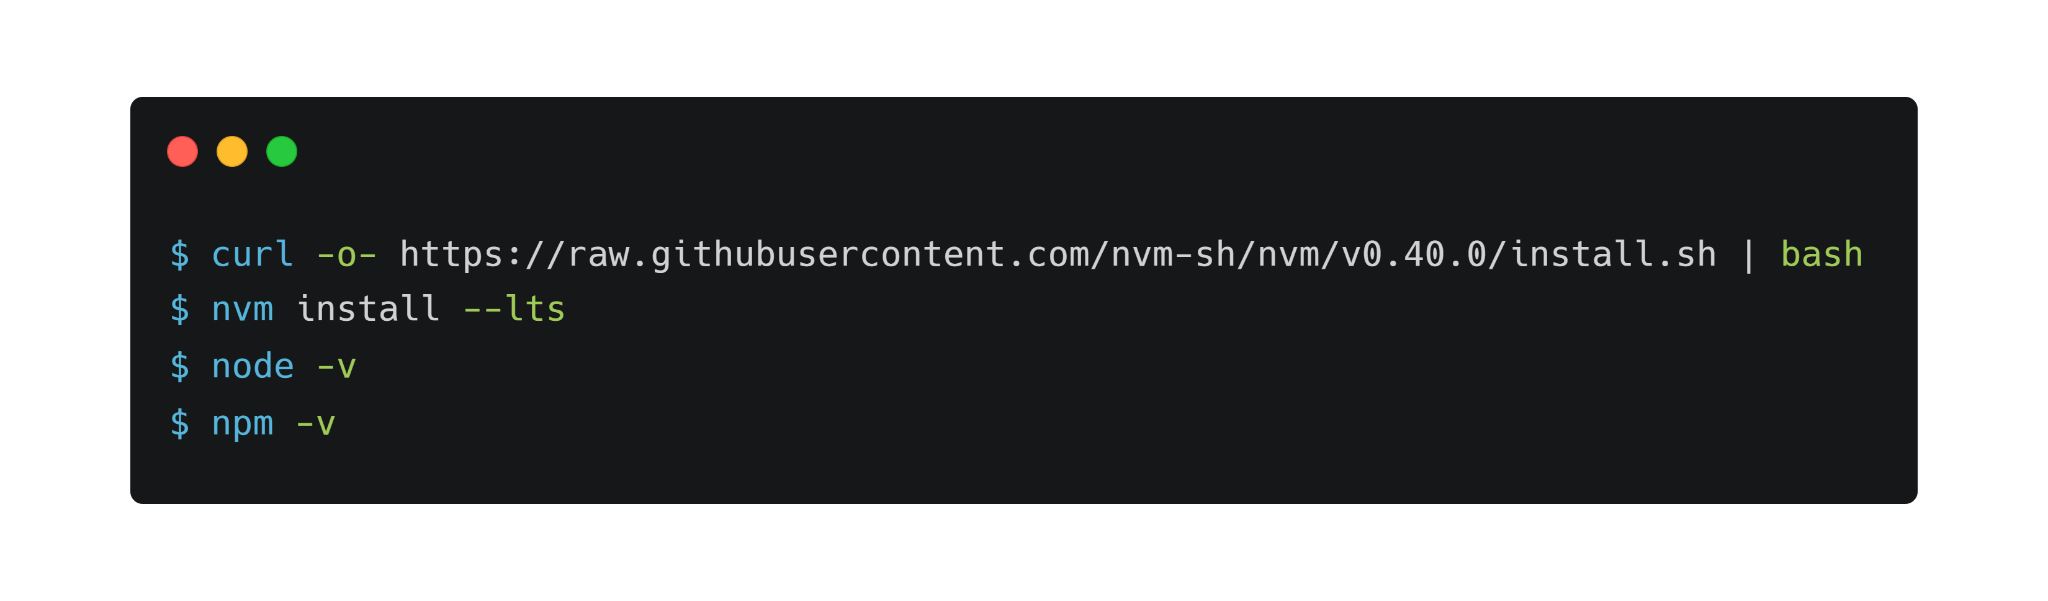 $ curl -o- https://raw.githubusercontent.com/nvm-sh/nvm/v0.40.0/install.sh | bash
$ nvm install --lts
$ node -v
$ npm -v